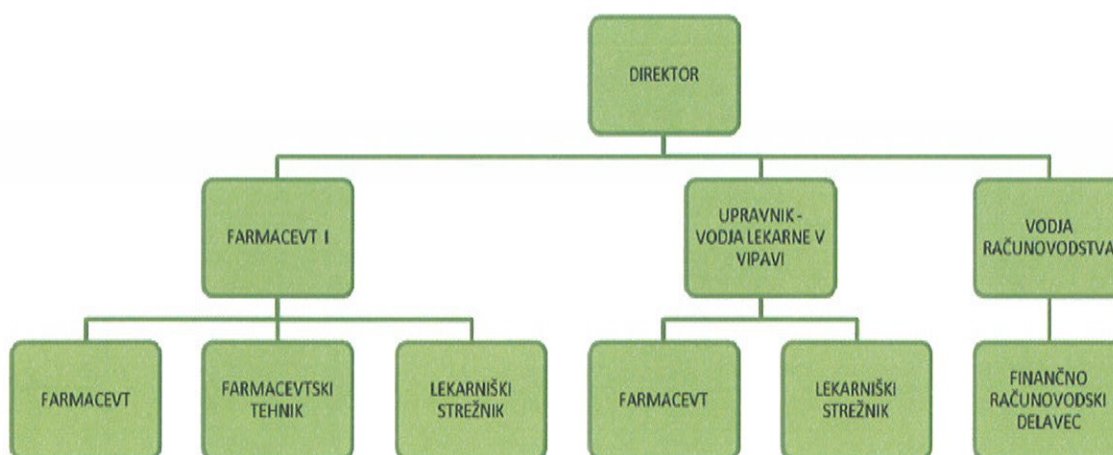 DIREKTOR
FARMACEVT I
UPRAVNIK -
VODJA LEKARNE V
VIPAVI
VODJA
RAČUNOVODSTVA
FARMACEVT
FARMACEVTSKI
TEHNIK
LEKARNIŠKI
STREŽNIK
FARMACEVT
LEKARNIŠKI
STREŽNIK
FINANČNO
RAČUNOVODSKI
DELAVEC